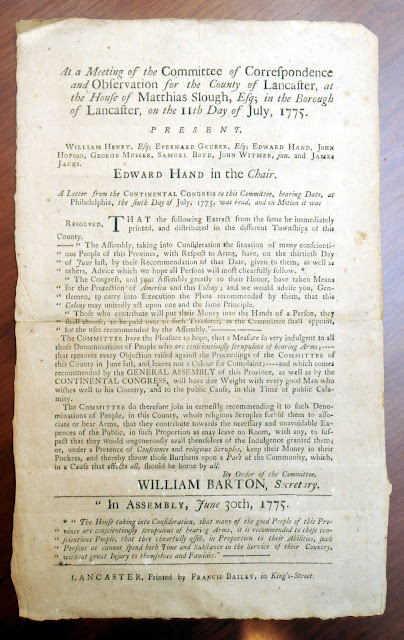 At a Meeting of the Committee of Correspondence
and Observation for the County of Lancaster, at
the House of Matthias Slough, Esq; in the Borough
of Lancaster, on the 11th Day of July, 1775.
PRESENT,
WILLIAM HENRY, Esq; EVERHARD GRUBER, Esq; EDWARD HAND, JOHN
HOPSON, GEORGE MUSSER, SAMUEL BOYD, JOHN WITMER, jun. and JAMES
JACKS.
EDWARD HAND in the Chair.
A Letter from the CONTINENTAL CONGRESS to this Committee, bearing Date, at
Philadelphia, the sixth Day of July, 1775, was read, and on Motion it was
RESOLVED, THAT the following Extract from the same be immediately
printed, and distributed in the different Townships of this
County.
—— " The Assembly, taking into Consideration the situation of many conscienti-
" ous People of this Province, with Respect to Arms, have, on the thirtieth Day
" of June last, by their Recommendation of that Date, given to them, as well as
" others, Advice which we hope all Persons will most chearfully follow. *
" The Congress, and your Assembly greatly to their Honor, have taken Means
" for the Protection of America and this Colony; and we would advise you, Gen-
" tlemen, to carry into Execution the Plans recommended by them, that this
" Colony may unitedly act upon one and the same Principle.
" Those who contribute will put their Money into the Hands of a Person, they
" shall choose, to be paid over to such Treasurer, as the Committee shall appoint,
" for the uses recommended by the Assembly."
The COMMITTEE have the Pleasure to hope, that a Measure so very indulgent to all
those Denominations of People who are conscientiously scrupulous of bearing Arms;—
that removes every Objection raised against the Proceedings of the COMMITTEE of
this County in June last, and leaves not a Colour for Complaint;—and which comes
recommended by the GENERAL ASSEMBLY of this Province, as well as by the
CONTINENTAL CONGRESS, will have due Weight with every good Man who
wishes well to his Country, and to the public Cause, in this Time of public Cala-
mity.
The COMMITTEE do therefore join in earnestly recommending it to such Deno-
minations of People, in this County, whose religious Scruples forbid them to asso-
ciate or bear Arms, that they contribute towards the necessary and unavoidable Ex-
pences of the Public, in such Proportion as may leave no Room, with any, to sus-
pect that they would ungenerously avail themselves of the Indulgence granted them;
or, under a Pretence of Conscience and religious Scruples, keep their Money in their
Pockets, and thereby throw those Burthens upon a Part of the Community, which,
in a Cause that affects all, should be borne by all.
By Order of the Committee,
WILLIAM BARTON, Secretary.
" In ASSEMBLY, June 30th, 1775.
* " The House taking into Consideration, that many of the good People of this Pro-
" vince are conscientiously scrupulous of bearing Arms, it is recommended to these con-
" scientious People, that they chearfully assist, in Proportion to their Abilities, such
" Persons as cannot spend both Time and Substance in the Service of their Country,
" without great Injury to themselves and Families."
LANCASTER, Printed by FRANCIS BAILEY, in King's-Street.